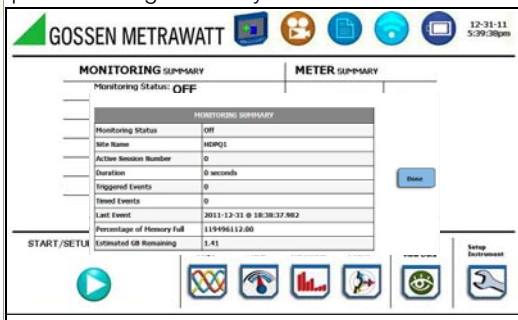 GOSSEN METRAWATT
12-31-11
5:39:38pm
MONITORING SUMMARY
METER SUMMARY
Monitoring Status: OFF
MONITORING SUMMARY
Monitoring Status Off
Site Name HDPQ1
Active Session Number 0
Duration 0 seconds
Triggered Events 0
Timed Events 0
Last Event 2011-12-31 @ 18:38:37.982
Percentage of Memory Full 119496112.00
Estimated GB Remaining 1.41
Done
START/SETU
Setup
Instrument